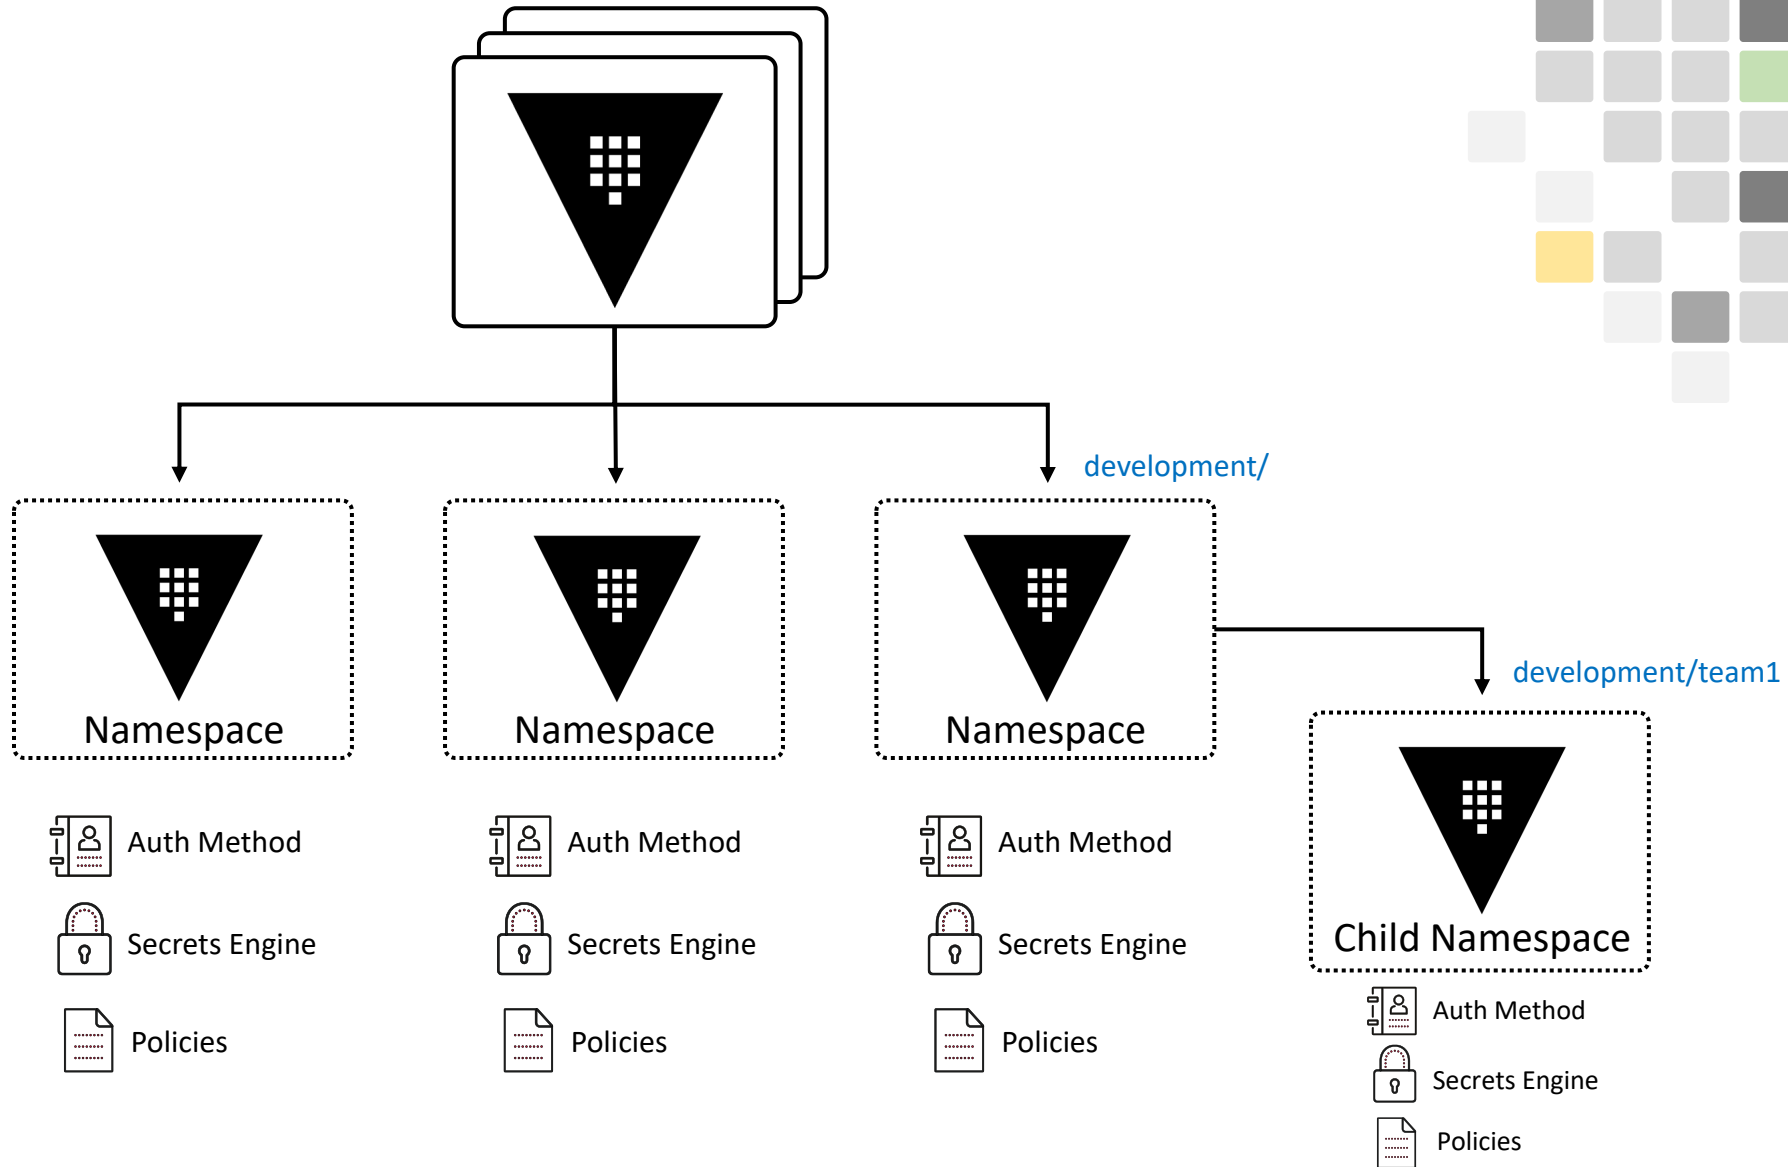 development/
Namespace
Namespace
Namespace
development/team1
Child Namespace
Auth Method
Auth Method
Auth Method
Secrets Engine
Secrets Engine
Secrets Engine
Policies
Policies
Policies
Auth Method
Secrets Engine
Policies